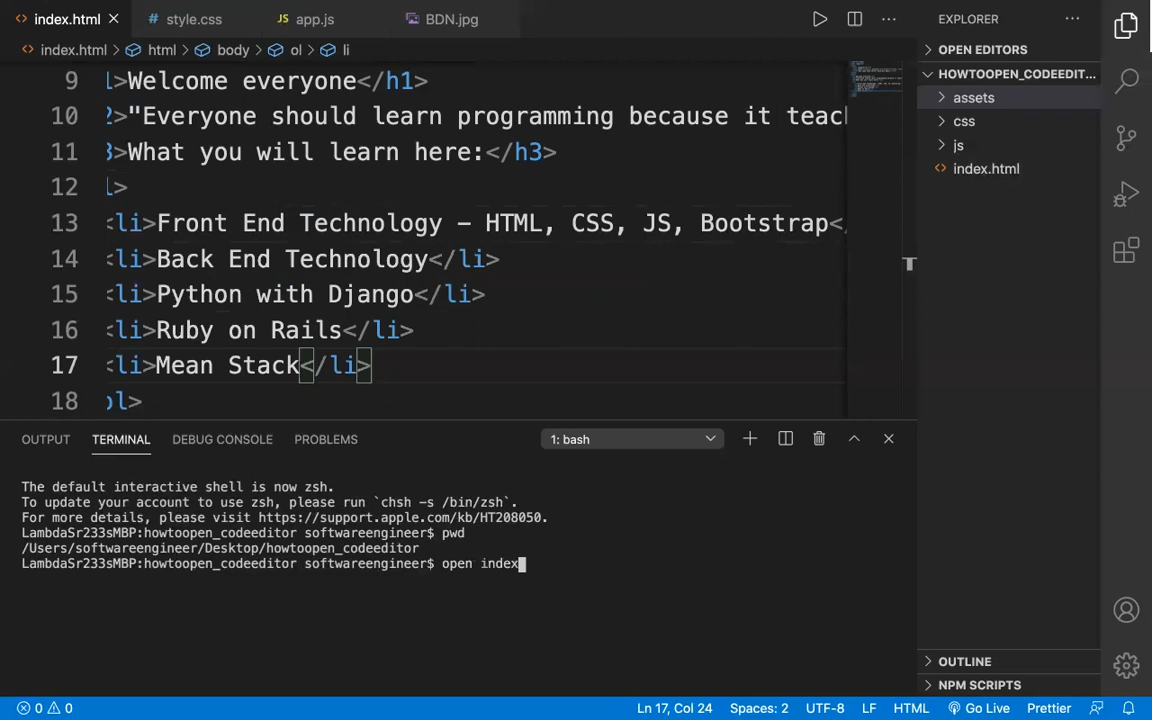 index.html
style.css
app.js
BDN.jpg
index.html > html > body > ol > li
9 1>Welcome everyone</h1>
10 2>"Everyone should learn programming because it teac
11 3>What you will learn here:</h3>
12 l>
13 <li>Front End Technology - HTML, CSS, JS, Bootstrap</
14 <li>Back End Technology</li>
15 <li>Python with Django</li>
16 <li>Ruby on Rails</li>
17 <li>Mean Stack</li>
18 ol>
EXPLORER
OPEN EDITORS
HOWTOOPEN_CODEEDIT...
assets
css
js
index.html
OUTPUT TERMINAL DEBUG CONSOLE PROBLEMS
1: bash
The default interactive shell is now zsh.
To update your account to use zsh, please run `chsh -s /bin/zsh`.
For more details, please visit https://support.apple.com/kb/HT208050.
LambdaSr233sMBP:howtoopen_codeeditor softwareengineer$ pwd
/Users/softwareengineer/Desktop/howtoopen_codeeditor
LambdaSr233sMBP:howtoopen_codeeditor softwareengineer$ open index
OUTLINE
NPM SCRIPTS
0 0
Ln 17, Col 24 Spaces: 2 UTF-8 LF HTML Go Live Prettier